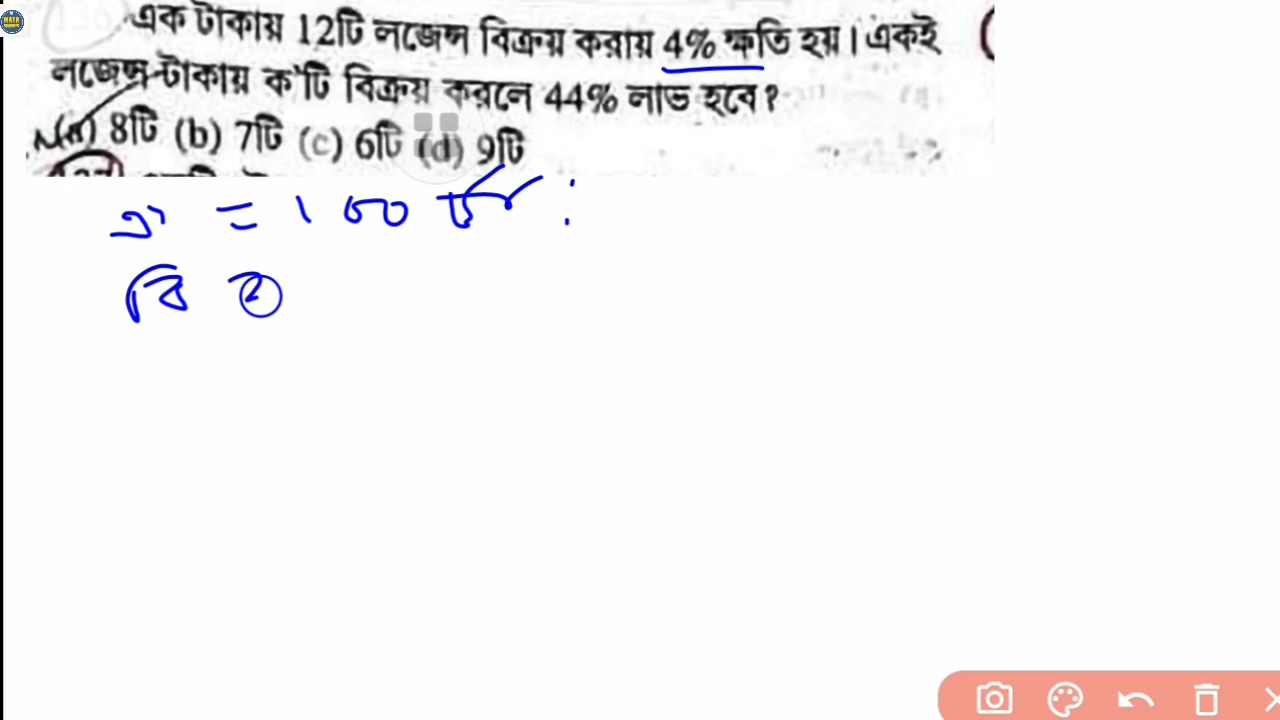 এক টাকায় 12টি লজেন্স বিক্রয় করায় 4% ক্ষতি হয়। একই
লজেন্স টাকায় ক'টি বিক্রয় করলে 44% লাভ হবে?
(a) 8টি (b) 7টি (c) 6টি (d) 9টি
= 100 টা:
বি